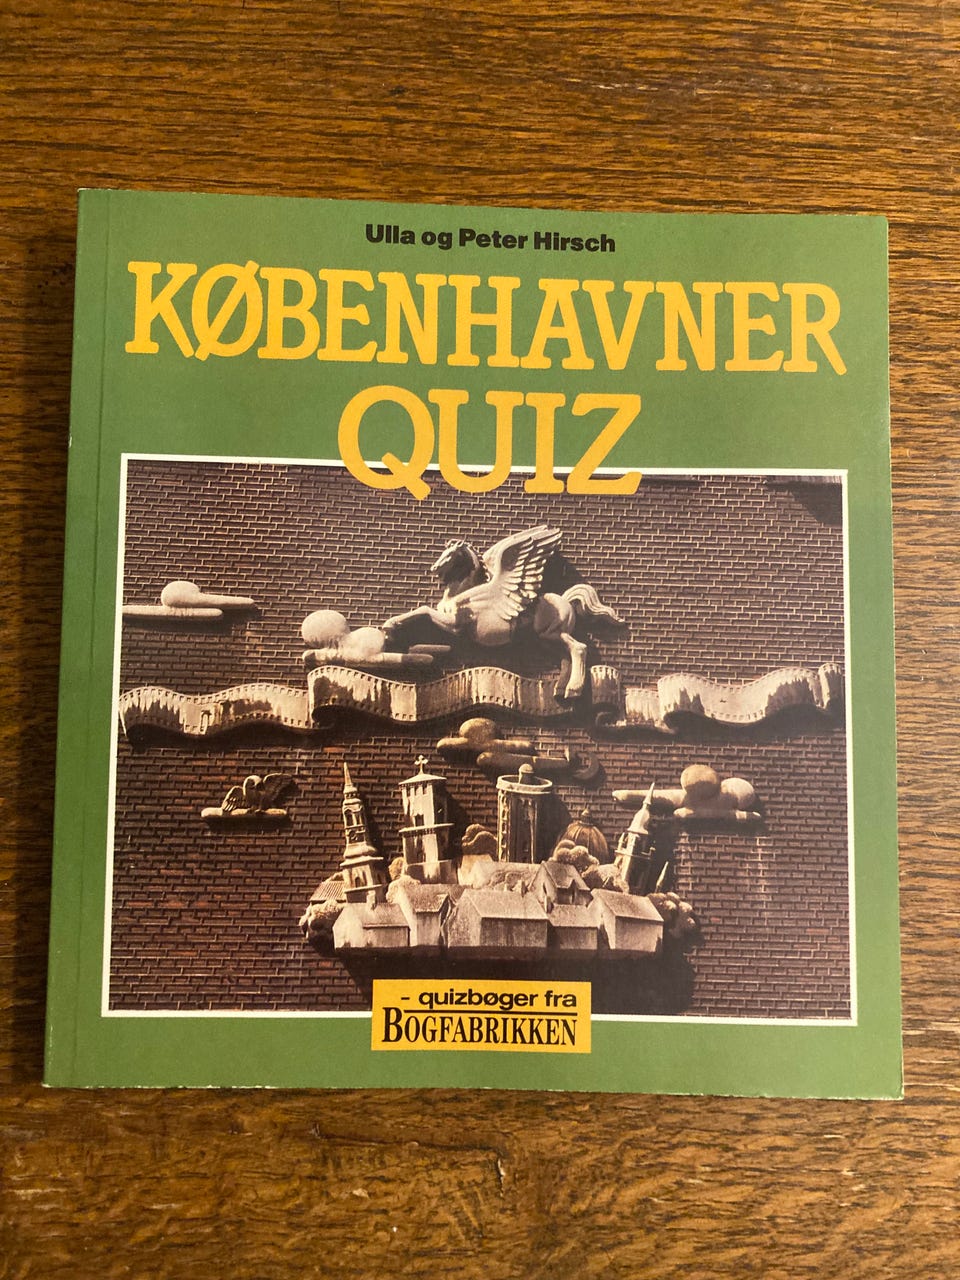 Ulla og Peter Hirsch
KØBENHAVNER
QUIZ
- quizbøger fra
BOGFABRIKKEN